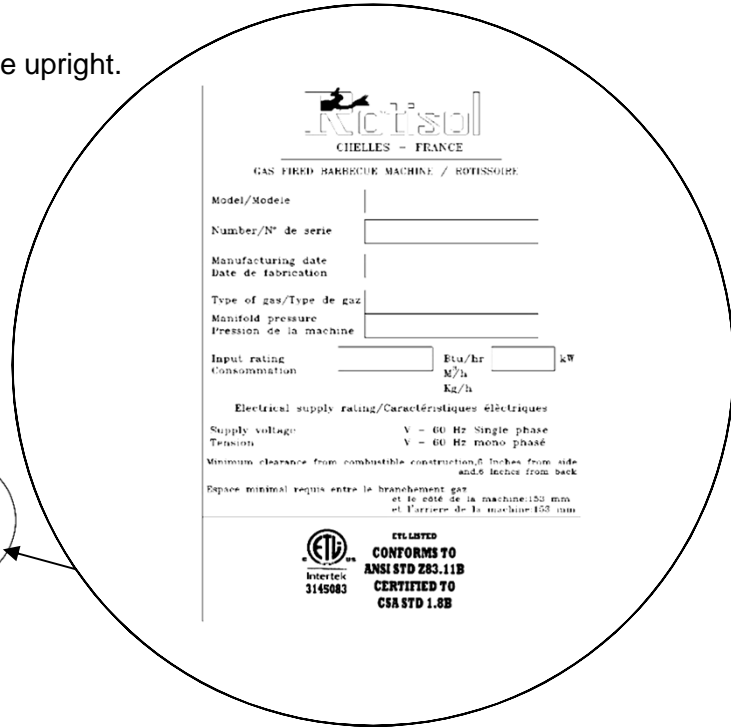 e upright.
Rotisol
CHELLES - FRANCE
GAS FIRED BARBECUE MACHINE / ROTISSOIRE
Model/Modele
Number/N° de serie
Manufacturing date
Date de fabrication
Type of gas/Type de gaz
Manifold pressure
Pression de la machine
Input rating Btu/hr kW
Consommation M³/h
Kg/h
Electrical supply rating/Caractéristiques élèctriques
Supply voltage V - 60 Hz Single phase
Tension V - 60 Hz mono phasé
Minimum clearance from combustible construction,6 Inches from side
and,6 Inches from back
Espace minimal requis entre le branchement gaz
et le côté de la machine:153 mm
et l'arriere de la machine:153 mm
ETL LISTED
CONFORMS TO
ANSI STD Z83.11B
CERTIFIED TO
CSA STD 1.8B
ETL
c us
Intertek
3145083